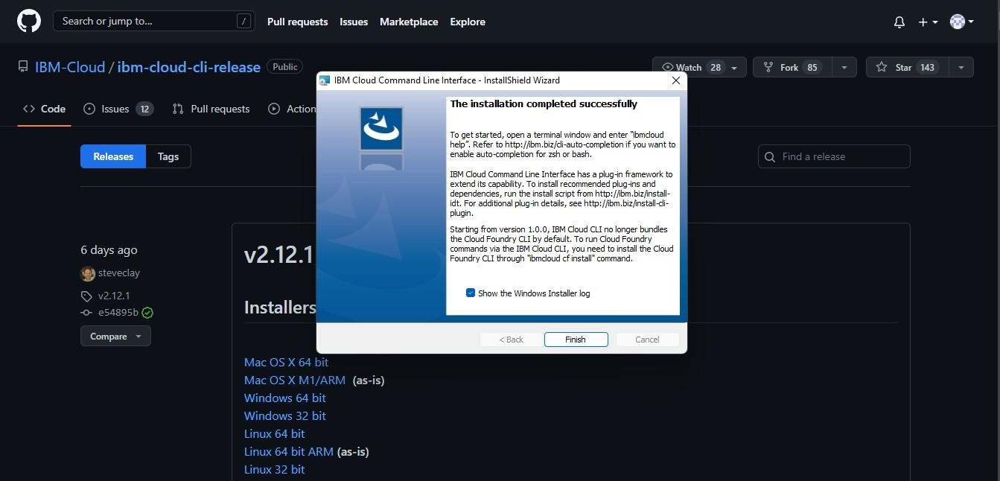 Search or jump to... /
Pull requests Issues Marketplace Explore
IBM-Cloud / ibm-cloud-cli-release Public
Watch 28
Fork 85
Star 143
Code
Issues 12
Pull requests
Action
IBM Cloud Command Line Interface - InstallShield Wizard
The installation completed successfully
To get started, open a terminal window and enter "ibmcloud
help". Refer to http://ibm.biz/cli-auto-completion if you want to
enable auto-completion for zsh or bash.
IBM Cloud Command Line Interface has a plug-in framework to
extend its capability. To install recommended plug-ins and
dependencies, run the install script from http://ibm.biz/install-
idt. For additional plug-in details, see http://ibm.biz/install-cli-
plugin.
Starting from version 1.0.0, IBM Cloud CLI no longer bundles
the Cloud Foundry CLI by default. To run Cloud Foundry
commands via the IBM Cloud CLI, you need to install the Cloud
Foundry CLI through "ibmcloud cf install" command.
Show the Windows Installer log
< Back
Finish
Cancel
Releases
Tags
Find a release
6 days ago
steveclay
v2.12.1
e54895b
Compare
v2.12.1
Installers
Mac OS X 64 bit
Mac OS X M1/ARM (as-is)
Windows 64 bit
Windows 32 bit
Linux 64 bit
Linux 64 bit ARM (as-is)
Linux 32 bit